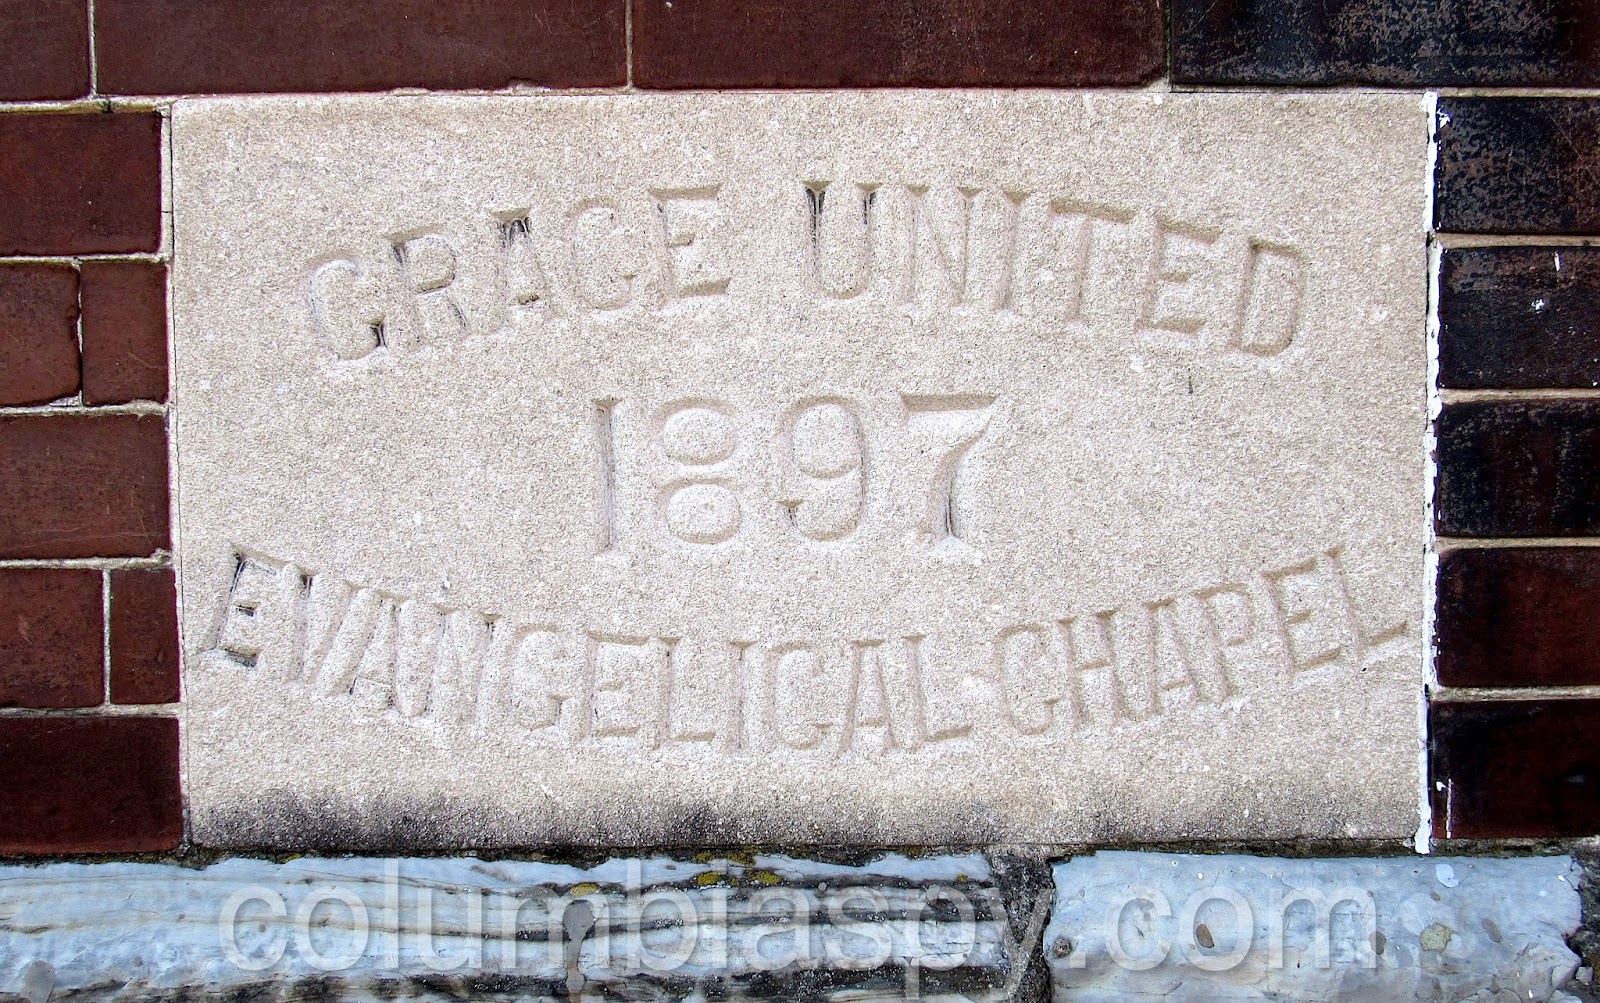 GRACE UNITED
1897
EVANGELICAL CHAPEL
columbiaspy.com